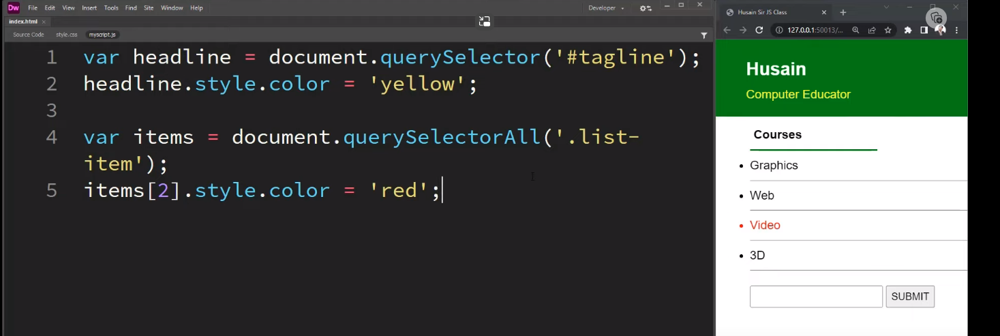 Dw File Edit View Insert Tools Find Site Window Help Developer
index.html
Source Code style.css myscript.js
1 var headline = document.querySelector('#tagline');
2 headline.style.color = 'yellow';
3
4 var items = document.querySelectorAll('.list-
item');
5 items[2].style.color = 'red';
Husain Sir JS Class
127.0.0.1:50013/...
Husain
Computer Educator
Courses
Graphics
Web
Video
3D
SUBMIT